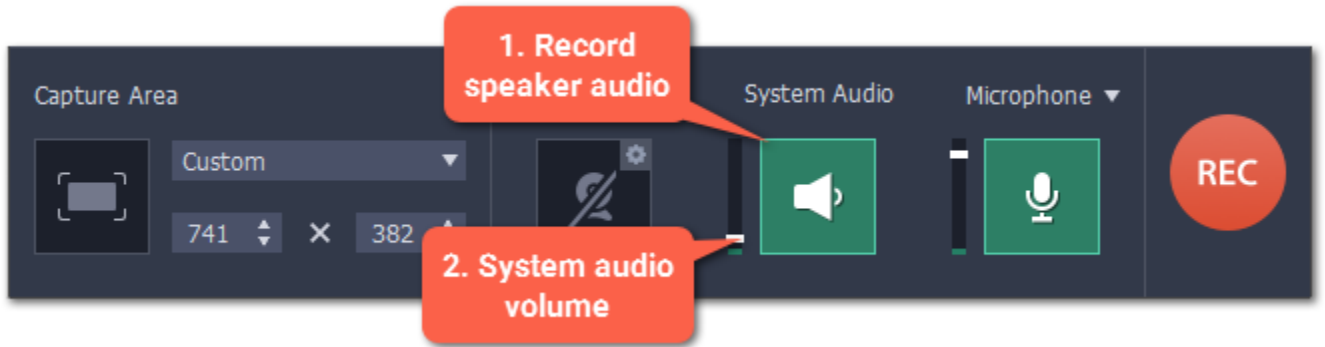 1. Record
speaker audio
Capture Area
System Audio
Microphone
Custom
741
382
REC
2. System audio
volume